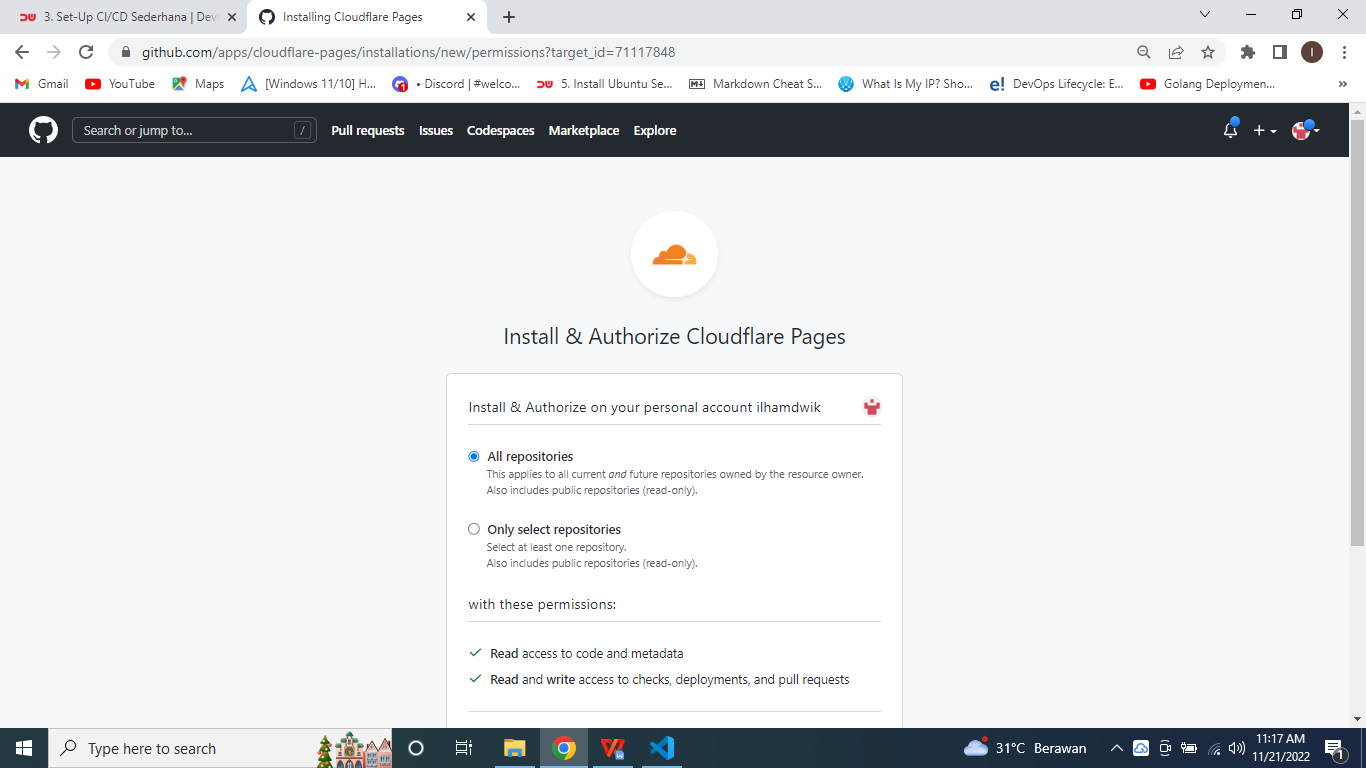 3. Set-Up CI/CD Sederhana | Dev
Installing Cloudflare Pages
github.com/apps/cloudflare-pages/installations/new/permissions?target_id=71117848
I
Gmail
YouTube
Maps
[Windows 11/10] H...
• Discord | #welco...
5. Install Ubuntu Se...
Markdown Cheat S...
What Is My IP? Sho...
DevOps Lifecycle: E...
Golang Deploymen...
Search or jump to...
/
Pull requests
Issues
Codespaces
Marketplace
Explore
Install & Authorize Cloudflare Pages
Install & Authorize on your personal account ilhamdwik
All repositories
This applies to all current and future repositories owned by the resource owner.
Also includes public repositories (read-only).
Only select repositories
Select at least one repository.
Also includes public repositories (read-only).
with these permissions:
Read access to code and metadata
Read and write access to checks, deployments, and pull requests
Type here to search
31°C Berawan
11:17 AM
11/21/2022
1